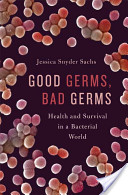 Jessica Snyder Sachs
GOOD GERMS,
BAD GERMS
Health and Survival
in a Bacterial
World